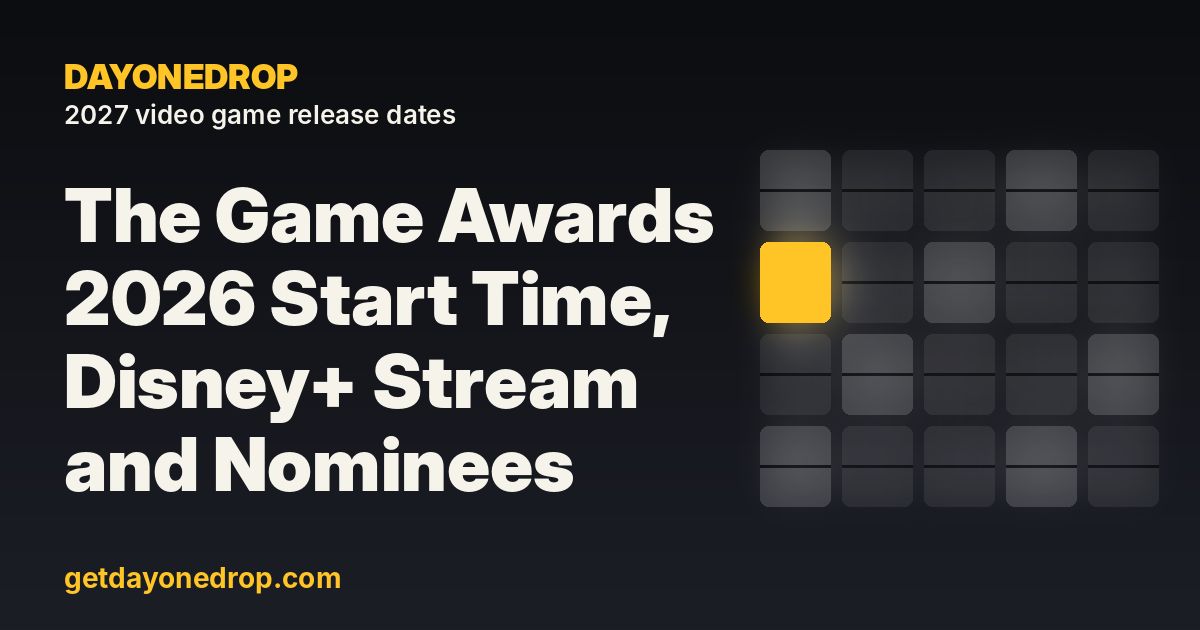 DAYONEDROP
2027 video game release dates
The Game Awards
2026 Start Time,
Disney+ Stream
and Nominees
getdayonedrop.com